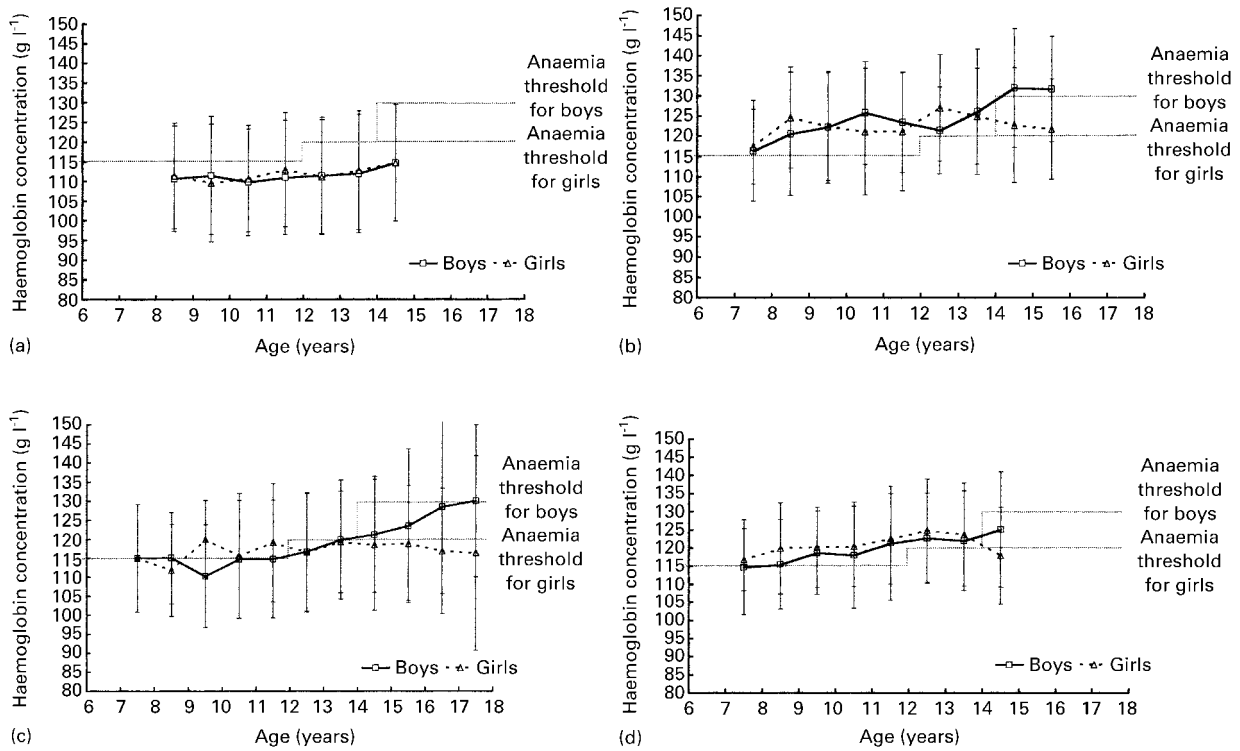 Haemoglobin concentration (g l⁻¹)
150
145
140
135
130
125
120
115
110
105
100
95
90
85
80
6 7 8 9 10 11 12 13 14 15 16 17 18
Anaemia
threshold
for boys
Anaemia
threshold
for girls
Boys Girls
(a) Age (years)
Haemoglobin concentration (g l⁻¹)
150
145
140
135
130
125
120
115
110
105
100
95
90
85
80
6 7 8 9 10 11 12 13 14 15 16 17 18
Anaemia
threshold
for boys
Anaemia
threshold
for girls
Boys Girls
(b) Age (years)
Haemoglobin concentration (g l⁻¹)
150
145
140
135
130
125
120
115
110
105
100
95
90
85
80
6 7 8 9 10 11 12 13 14 15 16 17 18
Anaemia
threshold
for boys
Anaemia
threshold
for girls
Boys Girls
(c) Age (years)
Haemoglobin concentration (g l⁻¹)
150
145
140
135
130
125
120
115
110
105
100
95
90
85
80
6 7 8 9 10 11 12 13 14 15 16 17 18
Anaemia
threshold
for boys
Anaemia
threshold
for girls
Boys Girls
(d) Age (years)